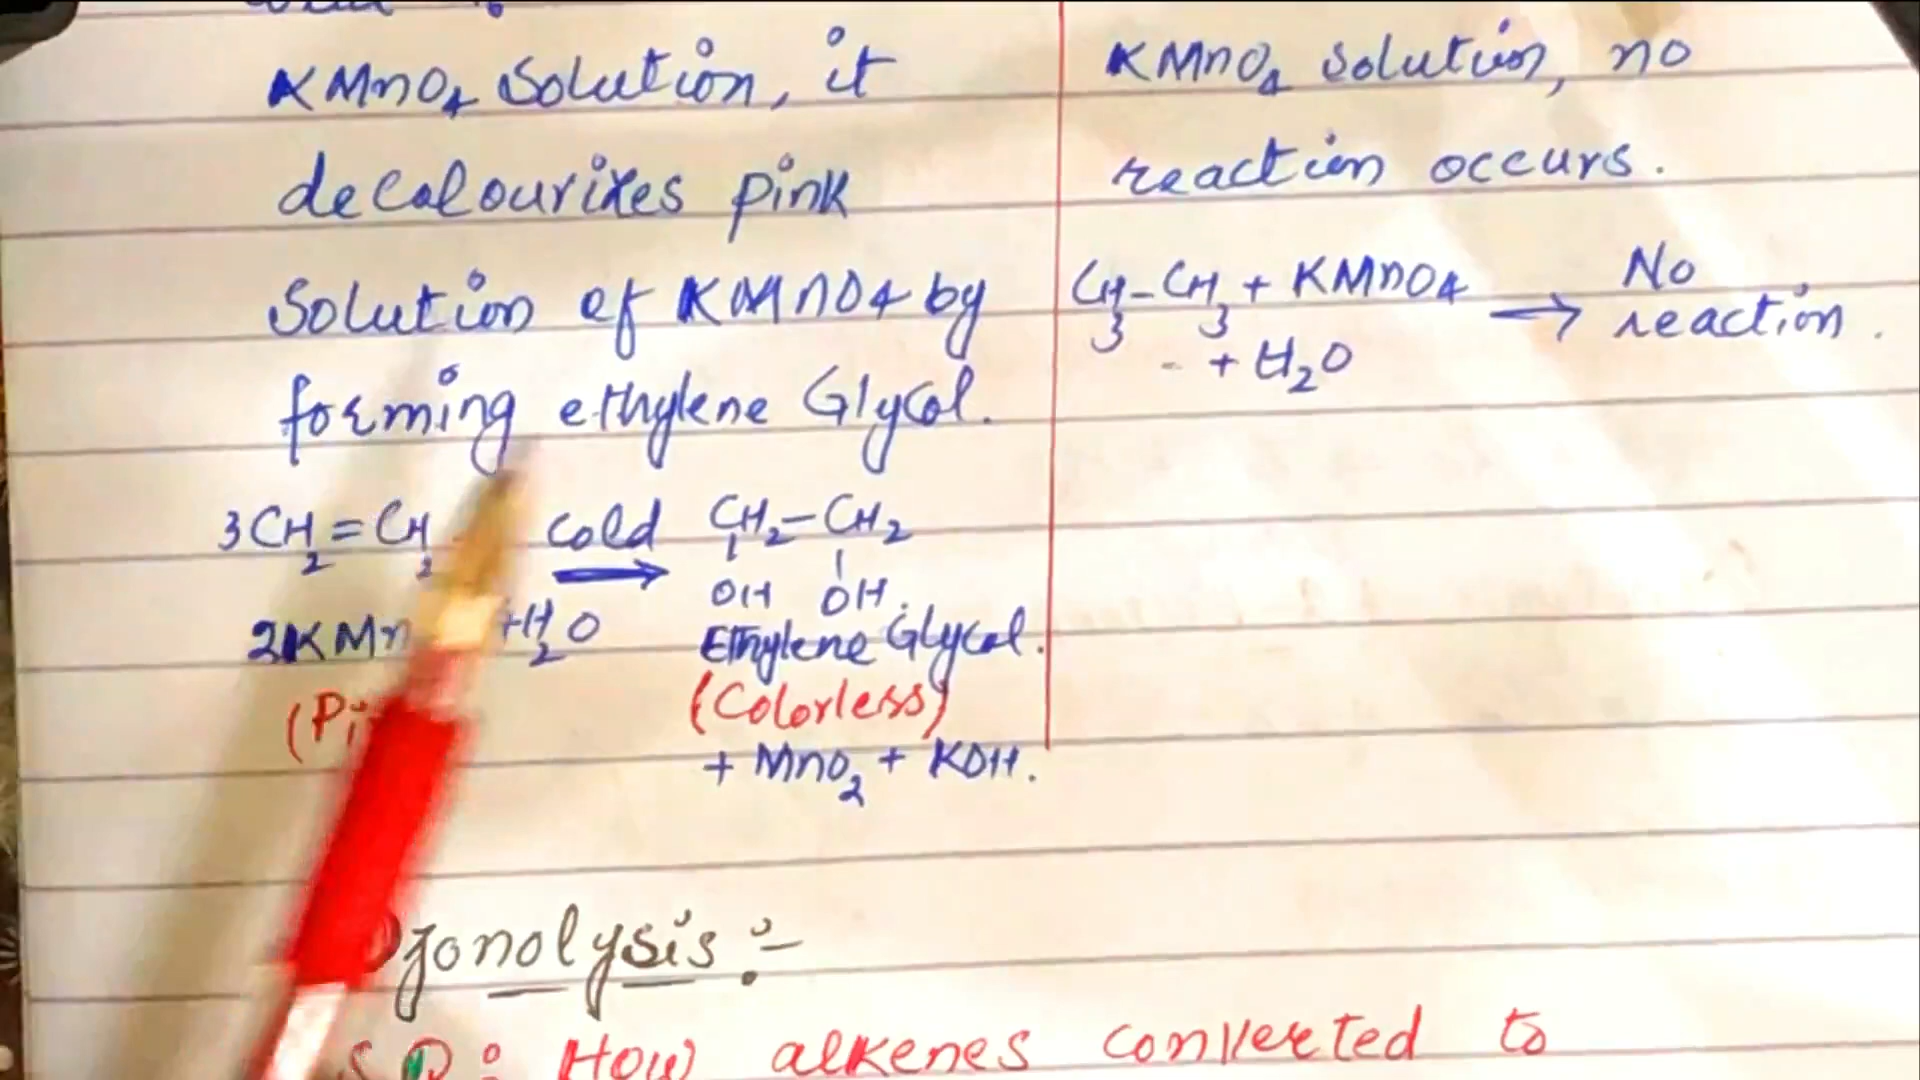 KMnO4 Solution, it
decolourizes pink
Solution of KMnO4 by
forming ethylene Glycol.
3CH2=CH2 cold CH2-CH2
OH OH.
2KMn +H2O Ethylene Glycol.
(Colorless)
+ MnO2 + KOH.
KMnO4 solution, no
reaction occurs.
CH3-CH3 + KMnO4 → No
+ H2O reaction.
Ozonolysis:-
How alkenes converted to